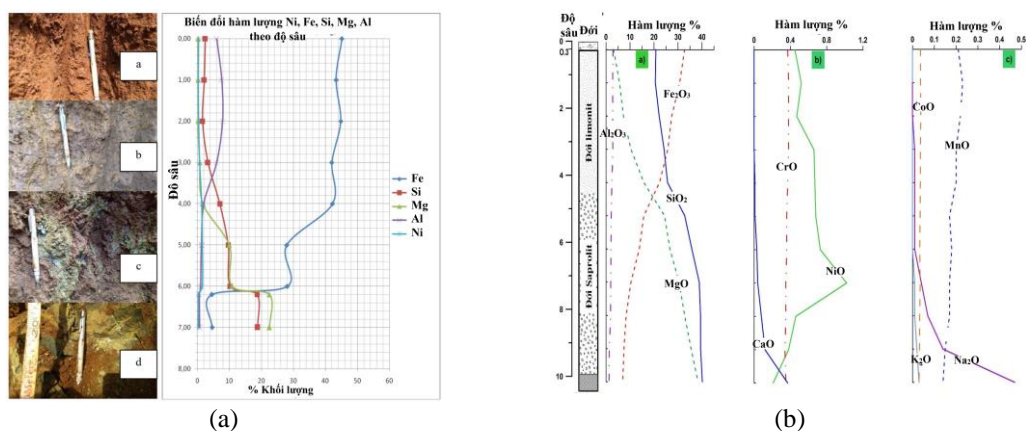 a
b
c
d
Biến đổi hàm lượng Ni, Fe, Si, Mg, Al
theo độ sâu
Độ sâu
0,00
1,00
2,00
3,00
4,00
5,00
6,00
7,00
8,00
0 10 20 30 40 50 60
% Khối lượng
Fe
Si
Mg
Al
Ni
(a)
Độ
sâu
Đới
Hàm lượng %
0 10 20 30 40
Hàm lượng %
0 0.4 0.8 1.2
Hàm lượng %
0 0.1 0.2 0.3 0.4 0.5
0
0.3
2
4
6
8
10
Đới limonit
Đới Saprolit
a)
Fe₂O₃
Al₂O₃
SiO₂
MgO
b)
CrO
NiO
CaO
c)
CoO
MnO
K₂O
Na₂O
(b)